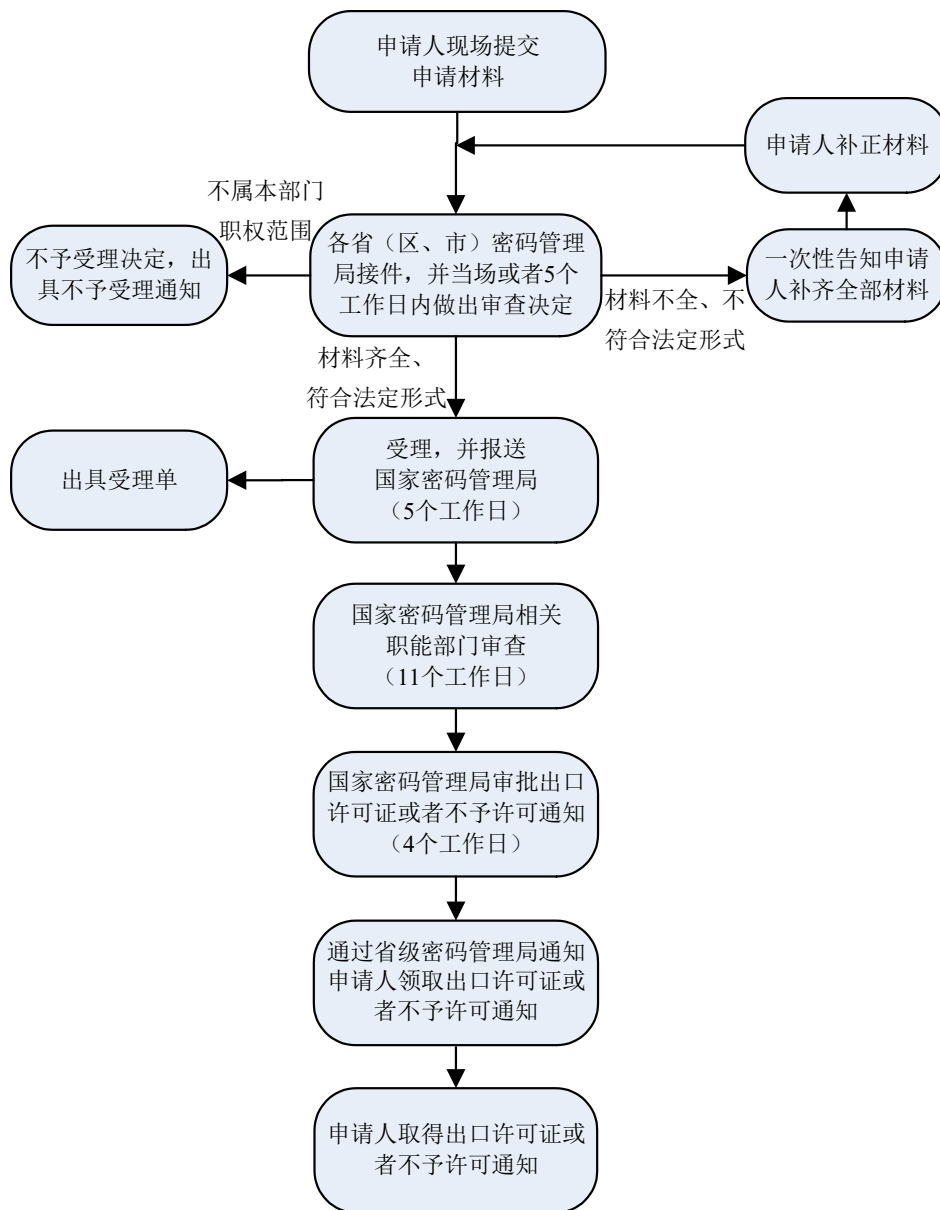 申请人现场提交
申请材料
申请人补正材料
不属本部门
职权范围
不予受理决定，出
具不予受理通知
各省（区、市）密码管理
局接件，并当场或者5个
工作日内做出审查决定
一次性告知申请
人补齐全部材料
材料不全、不
符合法定形式
材料齐全、
符合法定形式
出具受理单
受理，并报送
国家密码管理局
（5个工作日）
国家密码管理局相关
职能部门审查
（11个工作日）
国家密码管理局审批出口
许可证或者不予许可通知
（4个工作日）
通过省级密码管理局通知
申请人领取出口许可证或
者不予许可通知
申请人取得出口许可证或
者不予许可通知